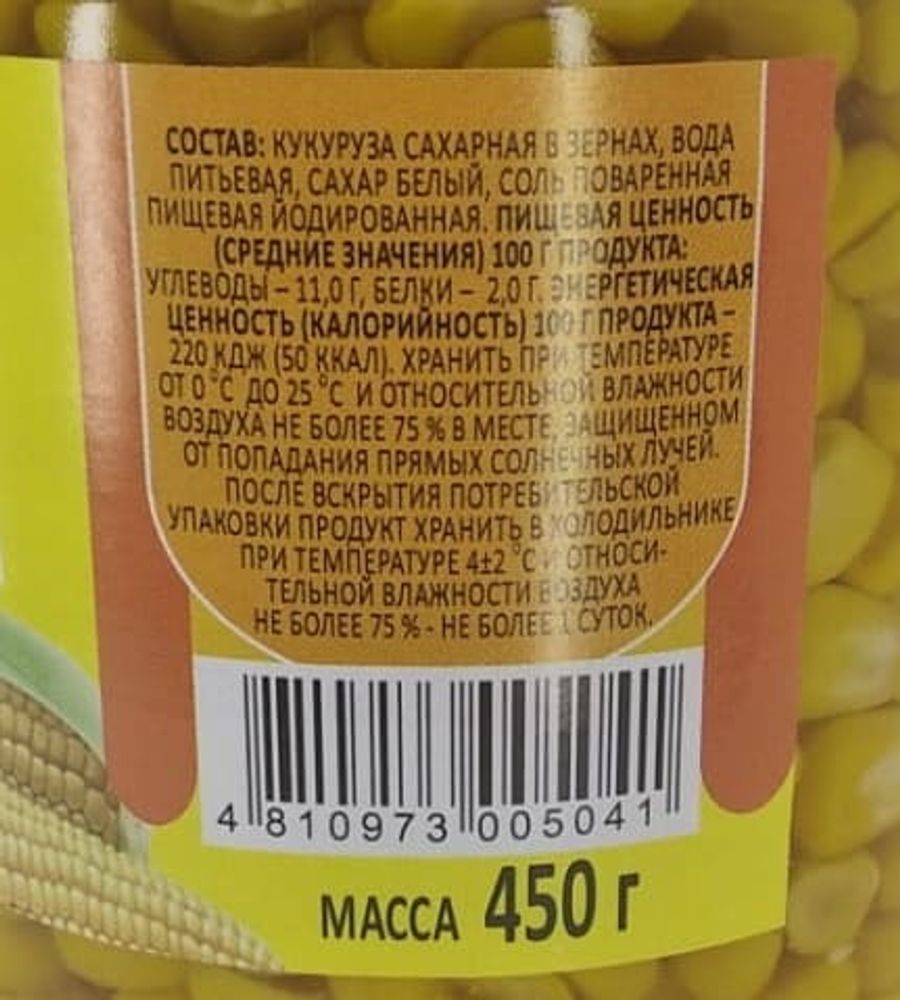 СОСТАВ: КУКУРУЗА САХАРНАЯ В ЗЕРНАХ, ВОДА
ПИТЬЕВАЯ, САХАР БЕЛЫЙ, СОЛЬ ПОВАРЕННАЯ
ПИЩЕВАЯ ЙОДИРОВАННАЯ. ПИЩЕВАЯ ЦЕННОСТЬ
(СРЕДНИЕ ЗНАЧЕНИЯ) 100 Г ПРОДУКТА:
УГЛЕВОДЫ – 11,0 Г, БЕЛКИ – 2,0 Г. ЭНЕРГЕТИЧЕСКАЯ
ЦЕННОСТЬ (КАЛОРИЙНОСТЬ) 100 Г ПРОДУКТА –
220 КДЖ (50 ККАЛ). ХРАНИТЬ ПРИ ТЕМПЕРАТУРЕ
ОТ 0 °С ДО 25 °С И ОТНОСИТЕЛЬНОЙ ВЛАЖНОСТИ
ВОЗДУХА НЕ БОЛЕЕ 75 % В МЕСТЕ, ЗАЩИЩЕННОМ
ОТ ПОПАДАНИЯ ПРЯМЫХ СОЛНЕЧНЫХ ЛУЧЕЙ.
ПОСЛЕ ВСКРЫТИЯ ПОТРЕБИТЕЛЬСКОЙ
УПАКОВКИ ПРОДУКТ ХРАНИТЬ В ХОЛОДИЛЬНИКЕ
ПРИ ТЕМПЕРАТУРЕ 4±2 °С И ОТНОСИ-
ТЕЛЬНОЙ ВЛАЖНОСТИ ВОЗДУХА
НЕ БОЛЕЕ 75 % - НЕ БОЛЕЕ 1 СУТОК.
4 810973 005041
МАССА 450 г